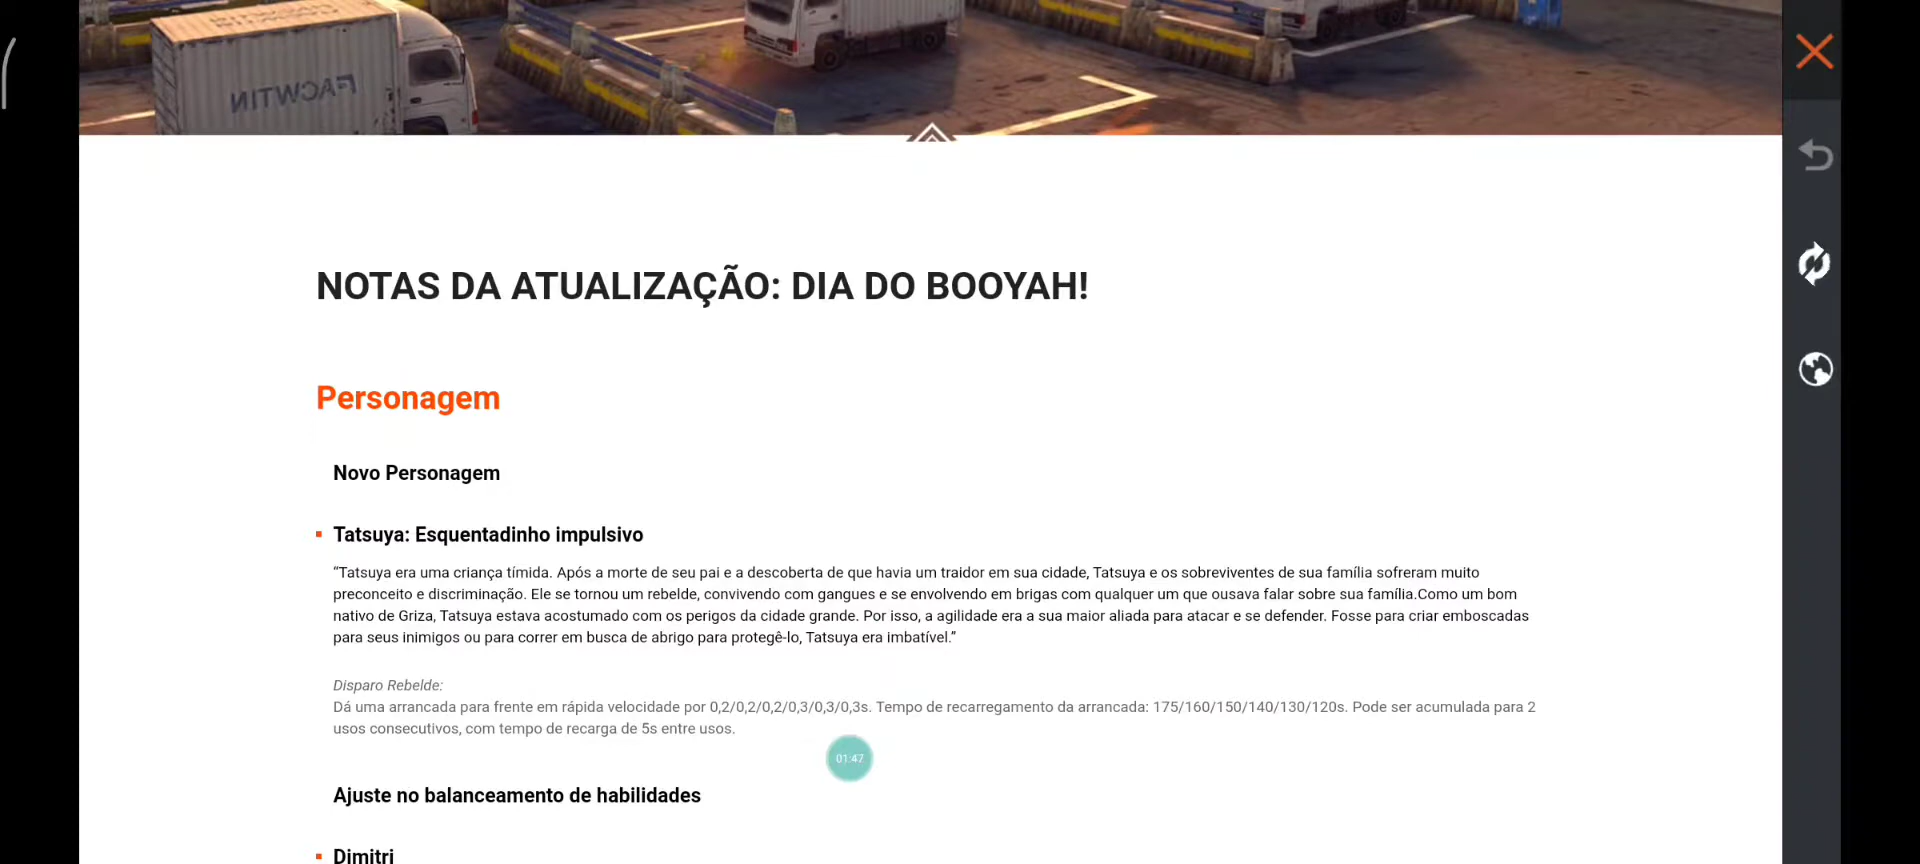 FACWTIN
NOTAS DA ATUALIZAÇÃO: DIA DO BOOYAH!
Personagem
Novo Personagem
Tatsuya: Esquentadinho impulsivo
“Tatsuya era uma criança tímida. Após a morte de seu pai e a descoberta de que havia um traidor em sua cidade, Tatsuya e os sobreviventes de sua família sofreram muito
preconceito e discriminação. Ele se tornou um rebelde, convivendo com gangues e se envolvendo em brigas com qualquer um que ousava falar sobre sua família.Como um bom
nativo de Griza, Tatsuya estava acostumado com os perigos da cidade grande. Por isso, a agilidade era a sua maior aliada para atacar e se defender. Fosse para criar emboscadas
para seus inimigos ou para correr em busca de abrigo para protegê-lo, Tatsuya era imbatível.”
Disparo Rebelde:
Dá uma arrancada para frente em rápida velocidade por 0,2/0,2/0,2/0,3/0,3/0,3s. Tempo de recarregamento da arrancada: 175/160/150/140/130/120s. Pode ser acumulada para 2
usos consecutivos, com tempo de recarga de 5s entre usos.
01:47
Ajuste no balanceamento de habilidades
Dimitri